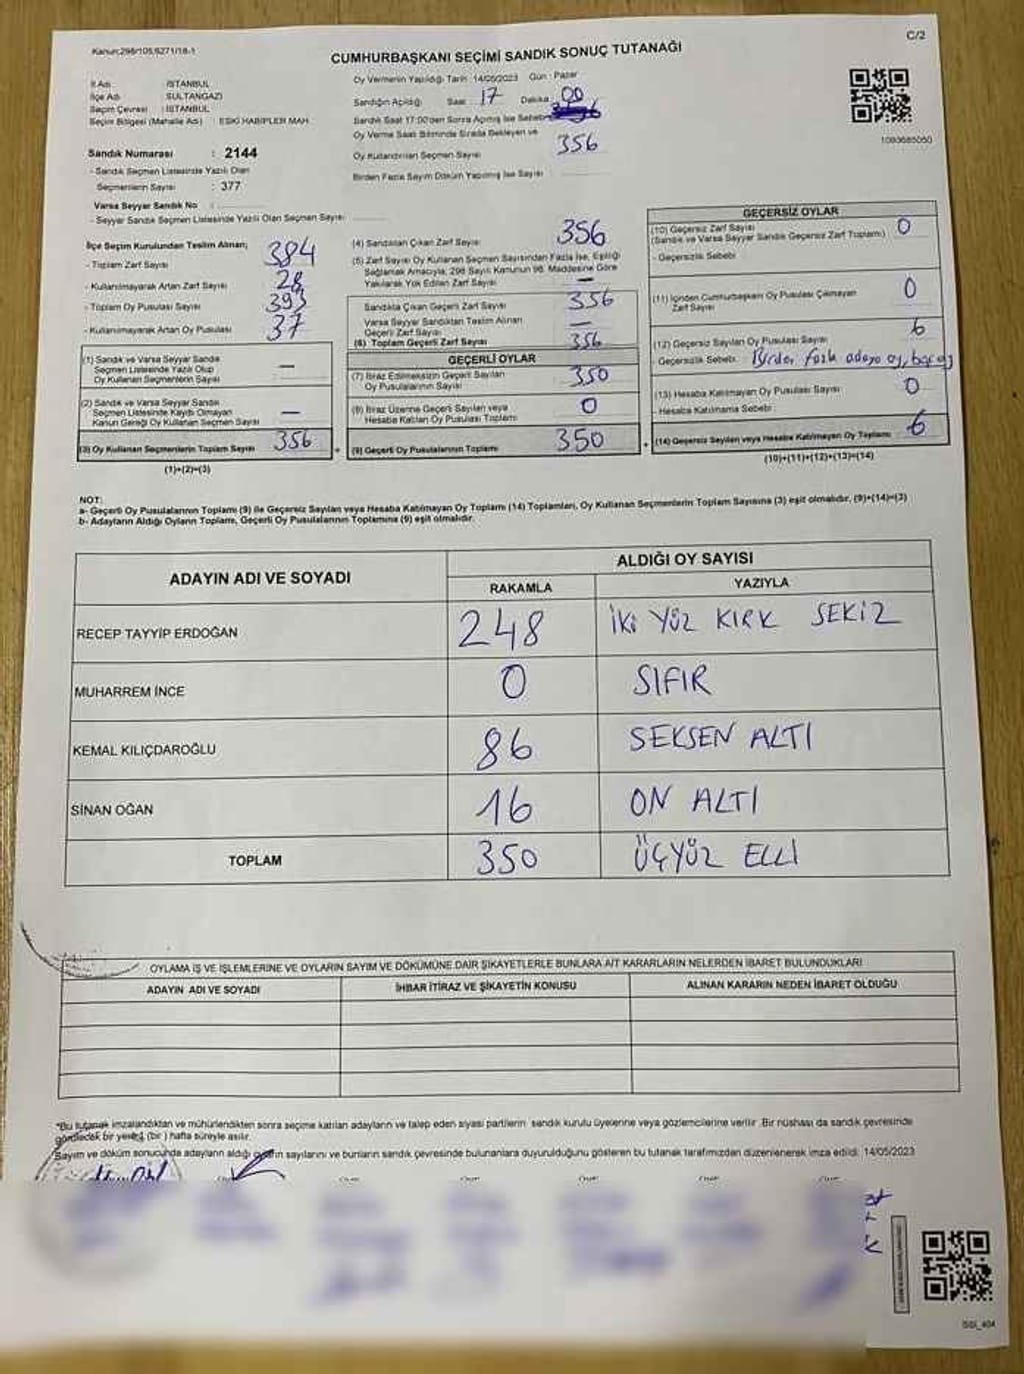 Kanun:298/105,6271/18-1
C/2
CUMHURBAŞKANI SEÇİMİ SANDIK SONUÇ TUTANAĞI
İl Adı : İSTANBUL
İlçe Adı : SULTANGAZİ
Seçim Çevresi : İSTANBUL
Seçim Bölgesi (Mahalle Adı) : ESKİ HABİPLER MAH.
Sandık Numarası : 2144
- Sandık Seçmen Listesinde Yazılı Olan
Seçmenlerin Sayısı : 377
Varsa Seyyar Sandık No :
- Seyyar Sandık Seçmen Listesinde Yazılı Olan Seçmen Sayısı
Oy Vermenin Yapıldığı Tarih : 14/05/2023 Gün : Pazar
Sandığın Açıldığı Saat : 17 Dakika : 00
Sandık Saat 17:00'den Sonra Açılmış İse Sebebi
Oy Verme Saat Bitiminde Sırada Bekleyen ve
Oy Kullandırılan Seçmen Sayısı 356
Birden Fazla Sayım Döküm Yapılmış İse Sayısı :
1093685050
İlçe Seçim Kurulundan Teslim Alınan;
- Toplam Zarf Sayısı 384
- Kullanılmayarak Artan Zarf Sayısı 28
- Toplam Oy Pusulası Sayısı 393
- Kullanılmayarak Artan Oy Pusulası 37
(1) Sandık ve Varsa Seyyar Sandık
Seçmen Listesinde Yazılı Olup
Oy Kullanan Seçmenlerin Sayısı —
(2) Sandık ve Varsa Seyyar Sandık
Seçmen Listesinde Kaydı Olmayan
Kanun Gereği Oy Kullanan Seçmen Sayısı —
(3) Oy Kullanan Seçmenlerin Toplam Sayısı 356
(1)+(2)=(3)
(4) Sandıktan Çıkan Zarf Sayısı 356
(5) Zarf Sayısı Oy Kullanan Seçmen Sayısından Fazla İse, Eşitliği
Sağlamak Amacıyla, 298 Sayılı Kanunun 98. Maddesine Göre
Yakılarak Yok Edilen Zarf Sayısı —
Sandıkta Çıkan Geçerli Zarf Sayısı 356
Varsa Seyyar Sandıktan Teslim Alınan
Geçerli Zarf Sayısı —
(6) Toplam Geçerli Zarf Sayısı 356
GEÇERLİ OYLAR
(7) İtiraz Edilmeksizin Geçerli Sayılan
Oy Pusulalarının Sayısı 350
(8) İtiraz Üzerine Geçerli Sayılan veya
Hesaba Katılan Oy Pusulası Toplamı 0
(9) Geçerli Oy Pusulalarının Toplamı 350
GEÇERSİZ OYLAR
(10) Geçersiz Zarf Sayısı 0
(Sandık ve Varsa Seyyar Sandık Geçersiz Zarf Toplamı)
- Geçersizlik Sebebi
(11) İçinden Cumhurbaşkanı Oy Pusulası Çıkmayan
Zarf Sayısı 0
(12) Geçersiz Sayılan Oy Pusulası Sayısı 6
- Geçersizlik Sebebi: Birden fazla adaya oy
(13) Hesaba Katılmayan Oy Pusulası Sayısı 0
- Hesaba Katılmama Sebebi :
(14) Geçersiz Sayılan veya Hesaba Katılmayan Oy Toplamı 6
(10)+(11)+(12)+(13)=(14)
NOT:
a- Geçerli Oy Pusulalarının Toplamı (9) ile Geçersiz Sayılan veya Hesaba Katılmayan Oy Toplamı (14) Toplamları, Oy Kullanan Seçmenlerin Toplam Sayısına (3) eşit olmalıdır. (9)+(14)=(3)
b- Adayların Aldığı Oyların Toplamı, Geçerli Oy Pusulalarının Toplamına (9) eşit olmalıdır.
ADAYIN ADI VE SOYADI
ALDIĞI OY SAYISI
RAKAMLA YAZIYLA
RECEP TAYYİP ERDOĞAN 248 İKİ YÜZ KIRK SEKİZ
MUHARREM İNCE 0 SIFIR
KEMAL KILIÇDAROĞLU 86 SEKSEN ALTI
SİNAN OĞAN 16 ON ALTI
TOPLAM 350 ÜÇYÜZ ELLİ
OYLAMA İŞ VE İŞLEMLERİNE VE OYLARIN SAYIM VE DÖKÜMÜNE DAİR ŞİKAYETLERLE BUNLARA AİT KARARLARIN NELERDEN İBARET BULUNDUKLARI
ADAYIN ADI VE SOYADI İHBAR İTİRAZ VE ŞİKAYETİN KONUSU ALINAN KARARIN NEDEN İBARET OLDUĞU
*Bu tutanak imzalandıktan ve mühürlendikten sonra seçime katılan adayların ve talep eden siyasi partilerin sandık kurulu üyelerine veya gözlemcilerine verilir. Bir nüshası da sandık çevresinde
görülecek bir yere 1 (bir ) hafta süreyle asılır.
Sayım ve döküm sonucunda adayların aldığı oyların sayılarını ve bunların sandık çevresinde bulunanlara duyurulduğunu gösteren bu tutanak tarafımızdan düzenlenerek imza edildi. 14/05/2023